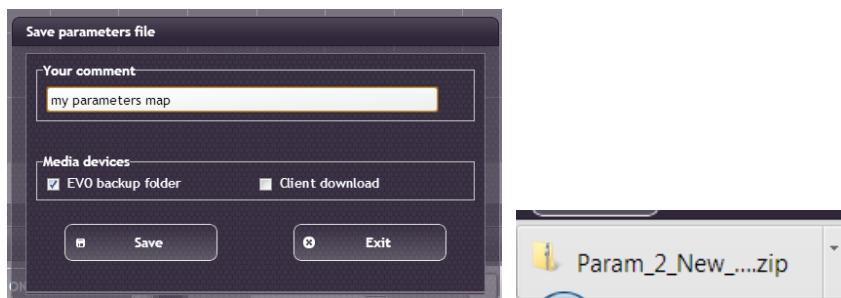 Save parameters file
Your comment
my parameters map
Media devices
EVO backup folder
Client download
Save
Exit
ON
Param_2_New_....zip